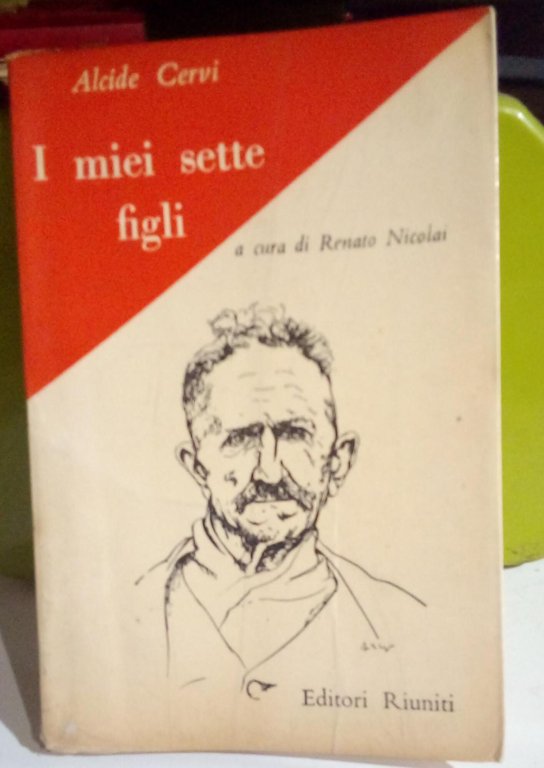 Alcide Cervi
I miei sette
figli
a cura di Renato Nicolai
Editori Riuniti